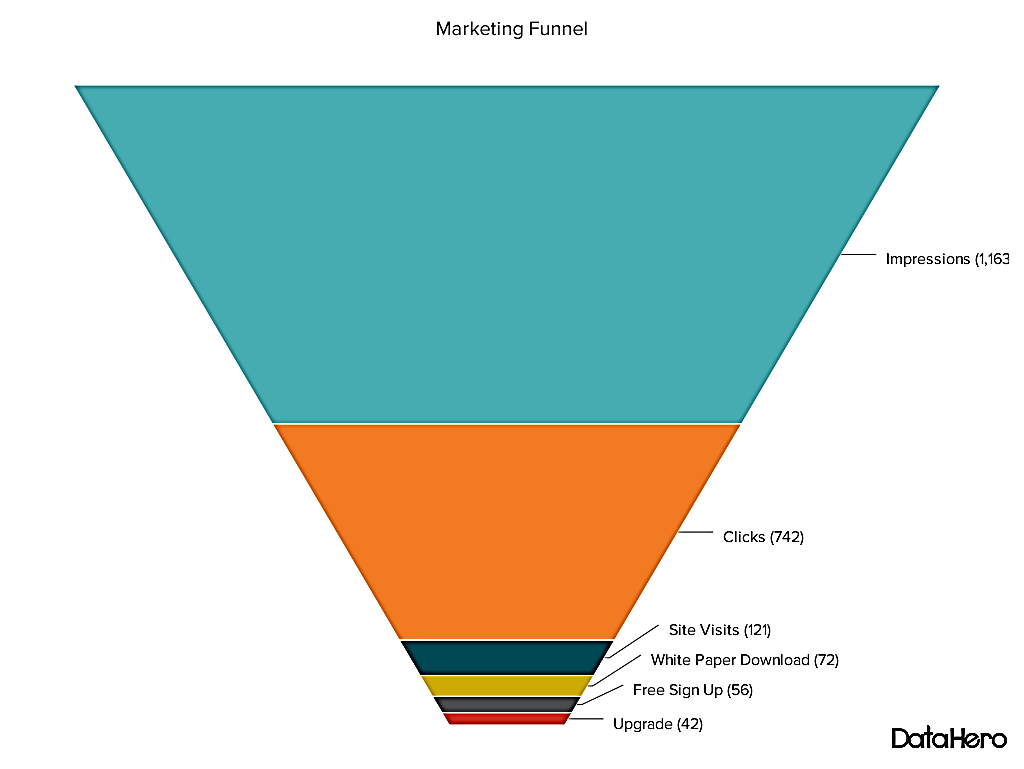 Marketing Funnel
Impressions (1,163
Clicks (742)
Site Visits (121)
White Paper Download (72)
Free Sign Up (56)
Upgrade (42)
DataHero